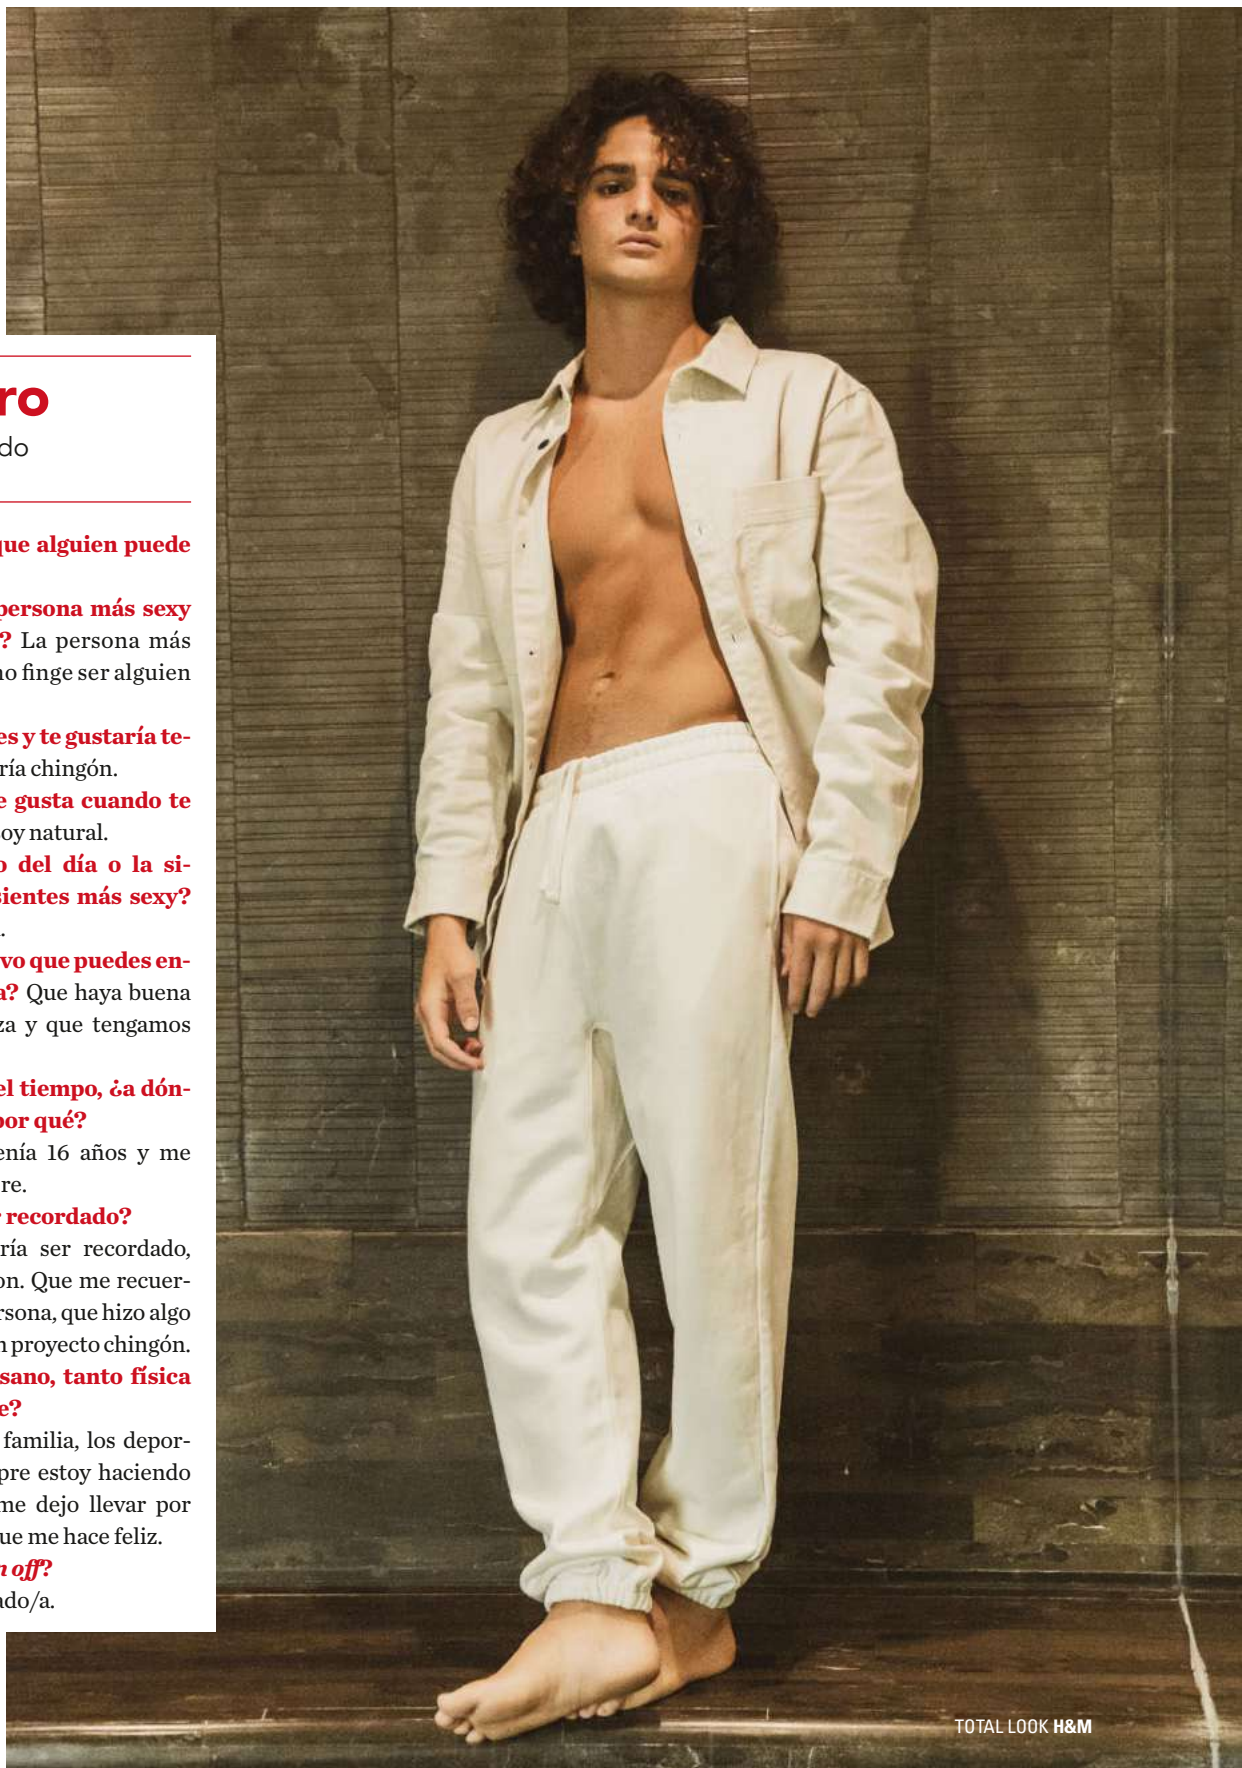 ro
do
que alguien puede
persona más sexy
? La persona más
no finge ser alguien
es y te gustaría te-
ría chingón.
e gusta cuando te
oy natural.
o del día o la si-
sientes más sexy?
.
vo que puedes en-
a? Que haya buena
za y que tengamos
el tiempo, ¿a dón-
por qué?
enía 16 años y me
re.
r recordado?
ría ser recordado,
on. Que me recuer-
rsona, que hizo algo
n proyecto chingón.
sano, tanto física
e?
familia, los depor-
pre estoy haciendo
me dejo llevar por
ue me hace feliz.
n off?
ado/a.
TOTAL LOOK H&M